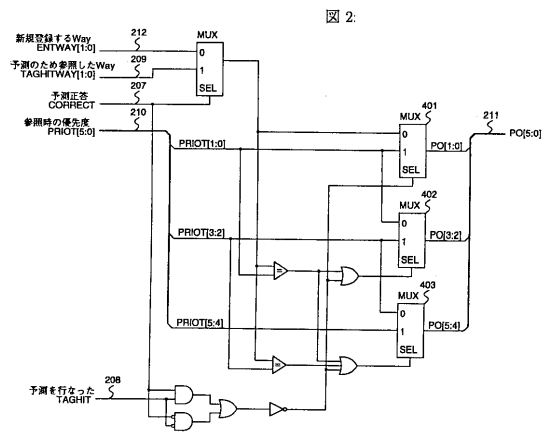 図 2:
新規登録するWay
ENTWAY[1:0]
212
予測のため参照したWay
TAGHITWAY[1:0]
209
予測正答
CORRECT
207
参照時の優先度
PRIOT[5:0]
210
MUX
0
1
SEL
PRIOT[1:0]
MUX
401
0
1
SEL
PO[1:0]
211
PO[5:0]
PRIOT[3:2]
MUX
402
0
1
SEL
PO[3:2]
=
PRIOT[5:4]
MUX
403
0
1
SEL
PO[5:4]
=
予測を行なった
TAGHIT
208